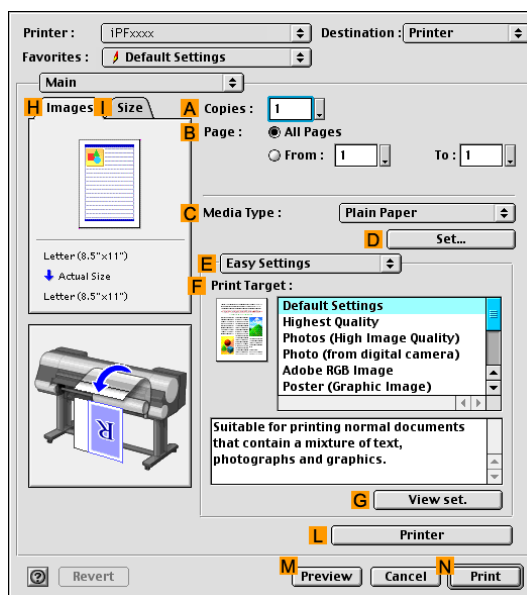 Printer : iPFxxxx Destination : Printer
Favorites : Default Settings
Main
H Images I Size
A Copies : 1
B Page : All Pages
From : 1 To : 1
C Media Type : Plain Paper
D Set...
Letter (8.5"x11")
Actual Size
Letter (8.5"x11")
E Easy Settings
F Print Target :
Default Settings
Highest Quality
Photos (High Image Quality)
Photo (from digital camera)
Adobe RGB Image
Poster (Graphic Image)
R
Suitable for printing normal documents
that contain a mixture of text,
photographs and graphics.
G View set.
L Printer
? Revert M Preview Cancel N Print